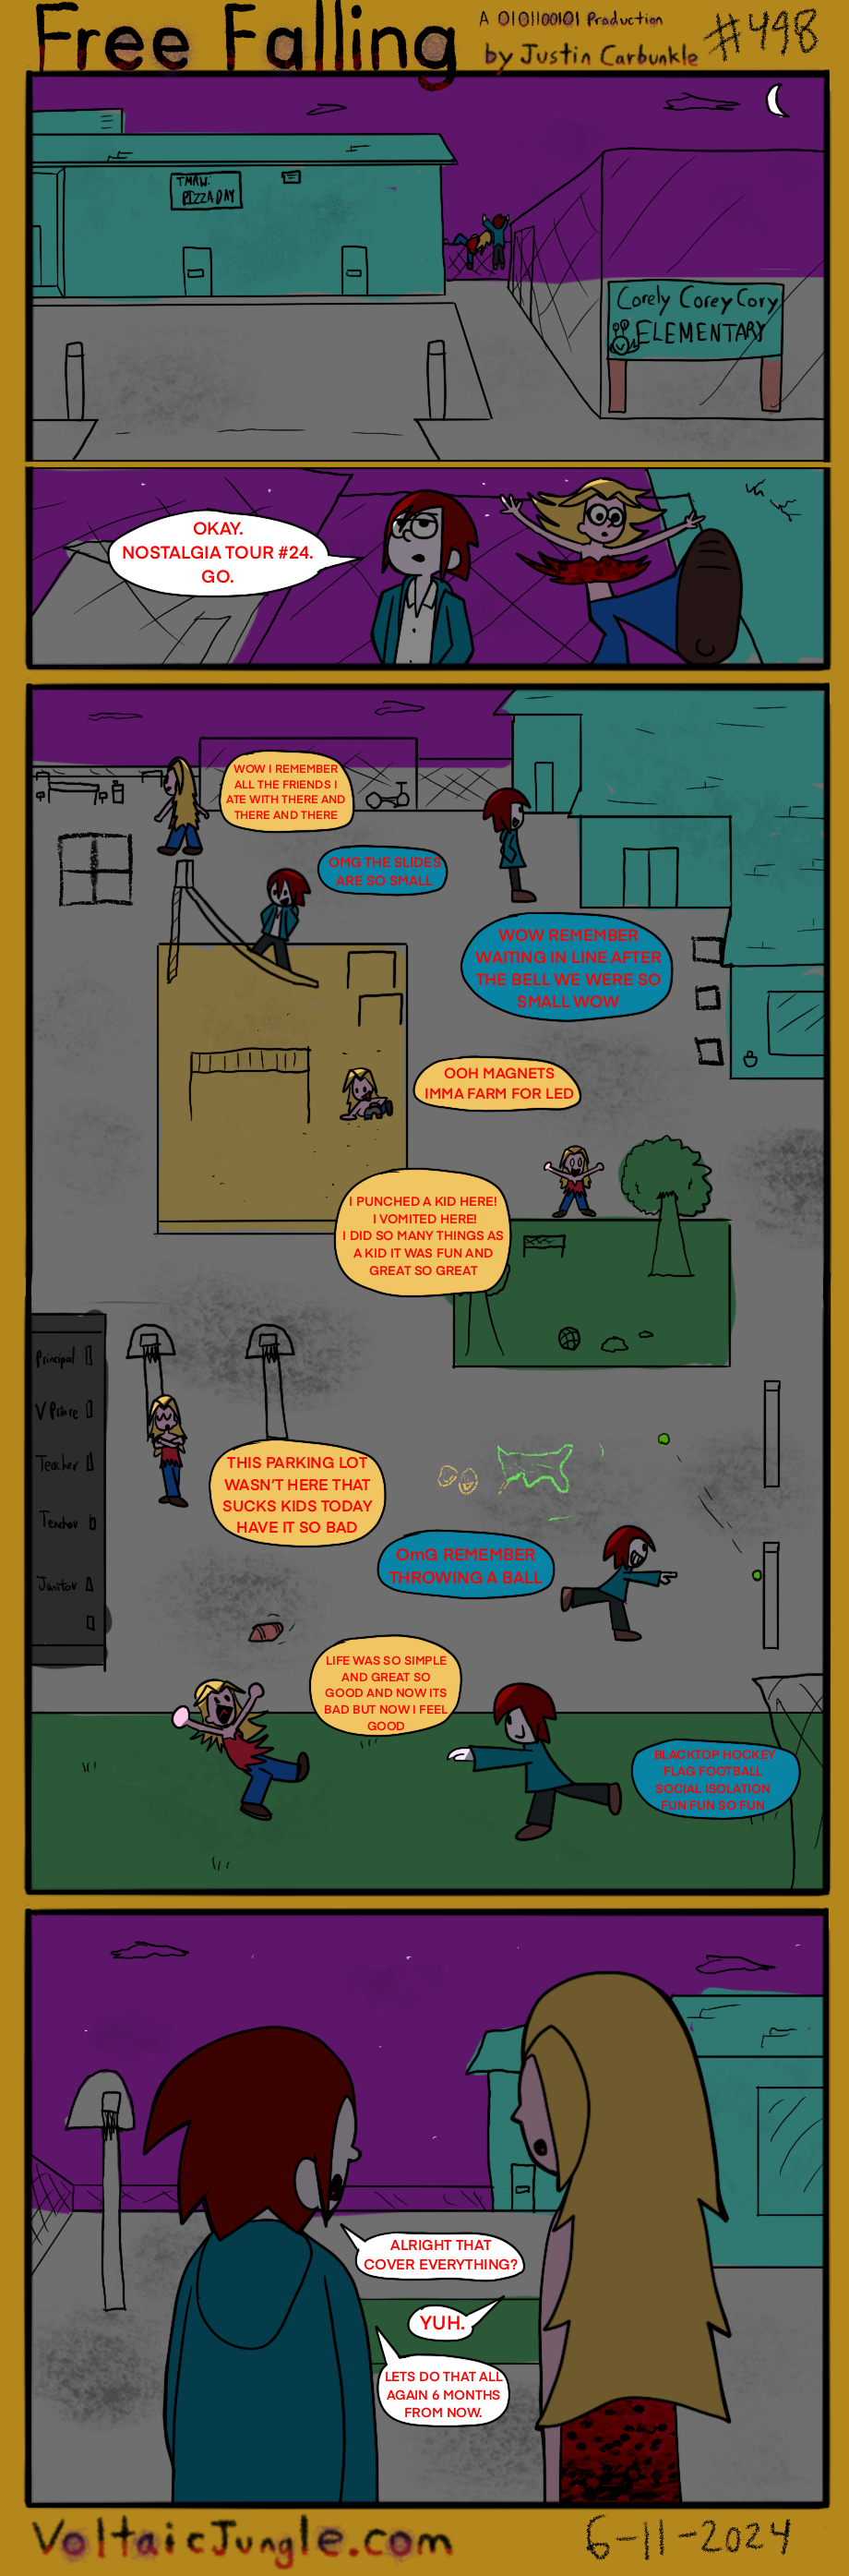 Free Falling
A 0101100101 Production
by Justin Carbunkle
#498
TMRW:
PIZZA DAY
Corely Corey Cory
ELEMENTARY
OKAY.
NOSTALGIA TOUR #24.
GO.
WOW I REMEMBER
ALL THE FRIENDS I
ATE WITH THERE AND
THERE AND THERE
OMG THE SLIDES
ARE SO SMALL
WOW REMEMBER
WAITING IN LINE AFTER
THE BELL WE WERE SO
SMALL WOW
OOH MAGNETS
IMMA FARM FOR LED
I PUNCHED A KID HERE!
I VOMITED HERE!
I DID SO MANY THINGS AS
A KID IT WAS FUN AND
GREAT SO GREAT
Principal
V Prince
Teacher
Teacher
Janitor
THIS PARKING LOT
WASN'T HERE THAT
SUCKS KIDS TODAY
HAVE IT SO BAD
OmG REMEMBER
THROWING A BALL
LIFE WAS SO SIMPLE
AND GREAT SO
GOOD AND NOW ITS
BAD BUT NOW I FEEL
GOOD
BLACKTOP HOCKEY
FLAG FOOTBALL
SOCIAL ISOLATION
FUN FUN SO FUN
ALRIGHT THAT
COVER EVERYTHING?
YUH.
LETS DO THAT ALL
AGAIN 6 MONTHS
FROM NOW.
VoltaicJungle.com
6-11-2024